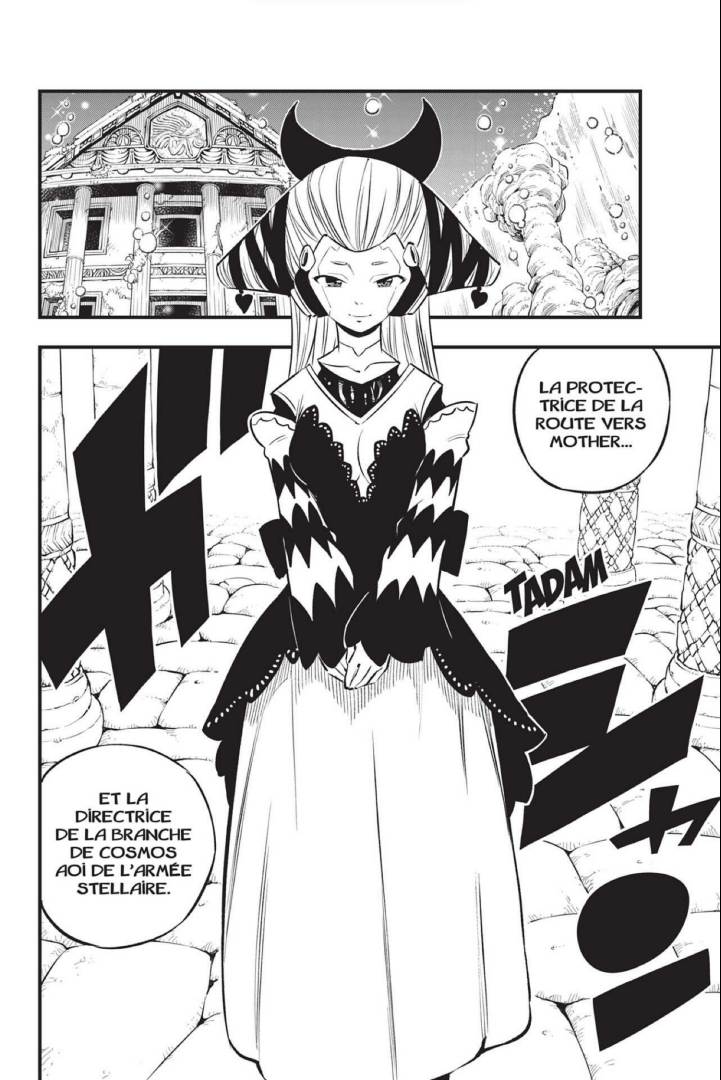 LA PROTEC-
TRICE DE LA
ROUTE VERS
MOTHER...
TADAM
ET LA
DIRECTRICE
DE LA BRANCHE
DE COSMOS
AOI DE L'ARMÉE
STELLAIRE.